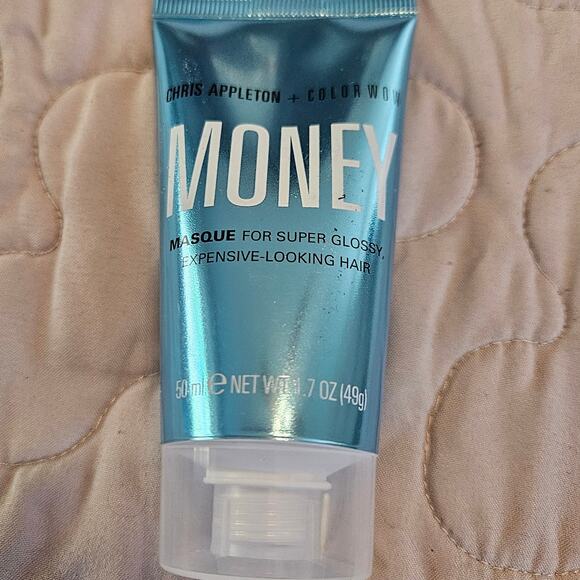 CHRIS APPLETON + COLOR WOW
MONEY
MASQUE FOR SUPER GLOSSY,
EXPENSIVE-LOOKING HAIR
50 ml ℮ NET WT 1.7 OZ (49g)